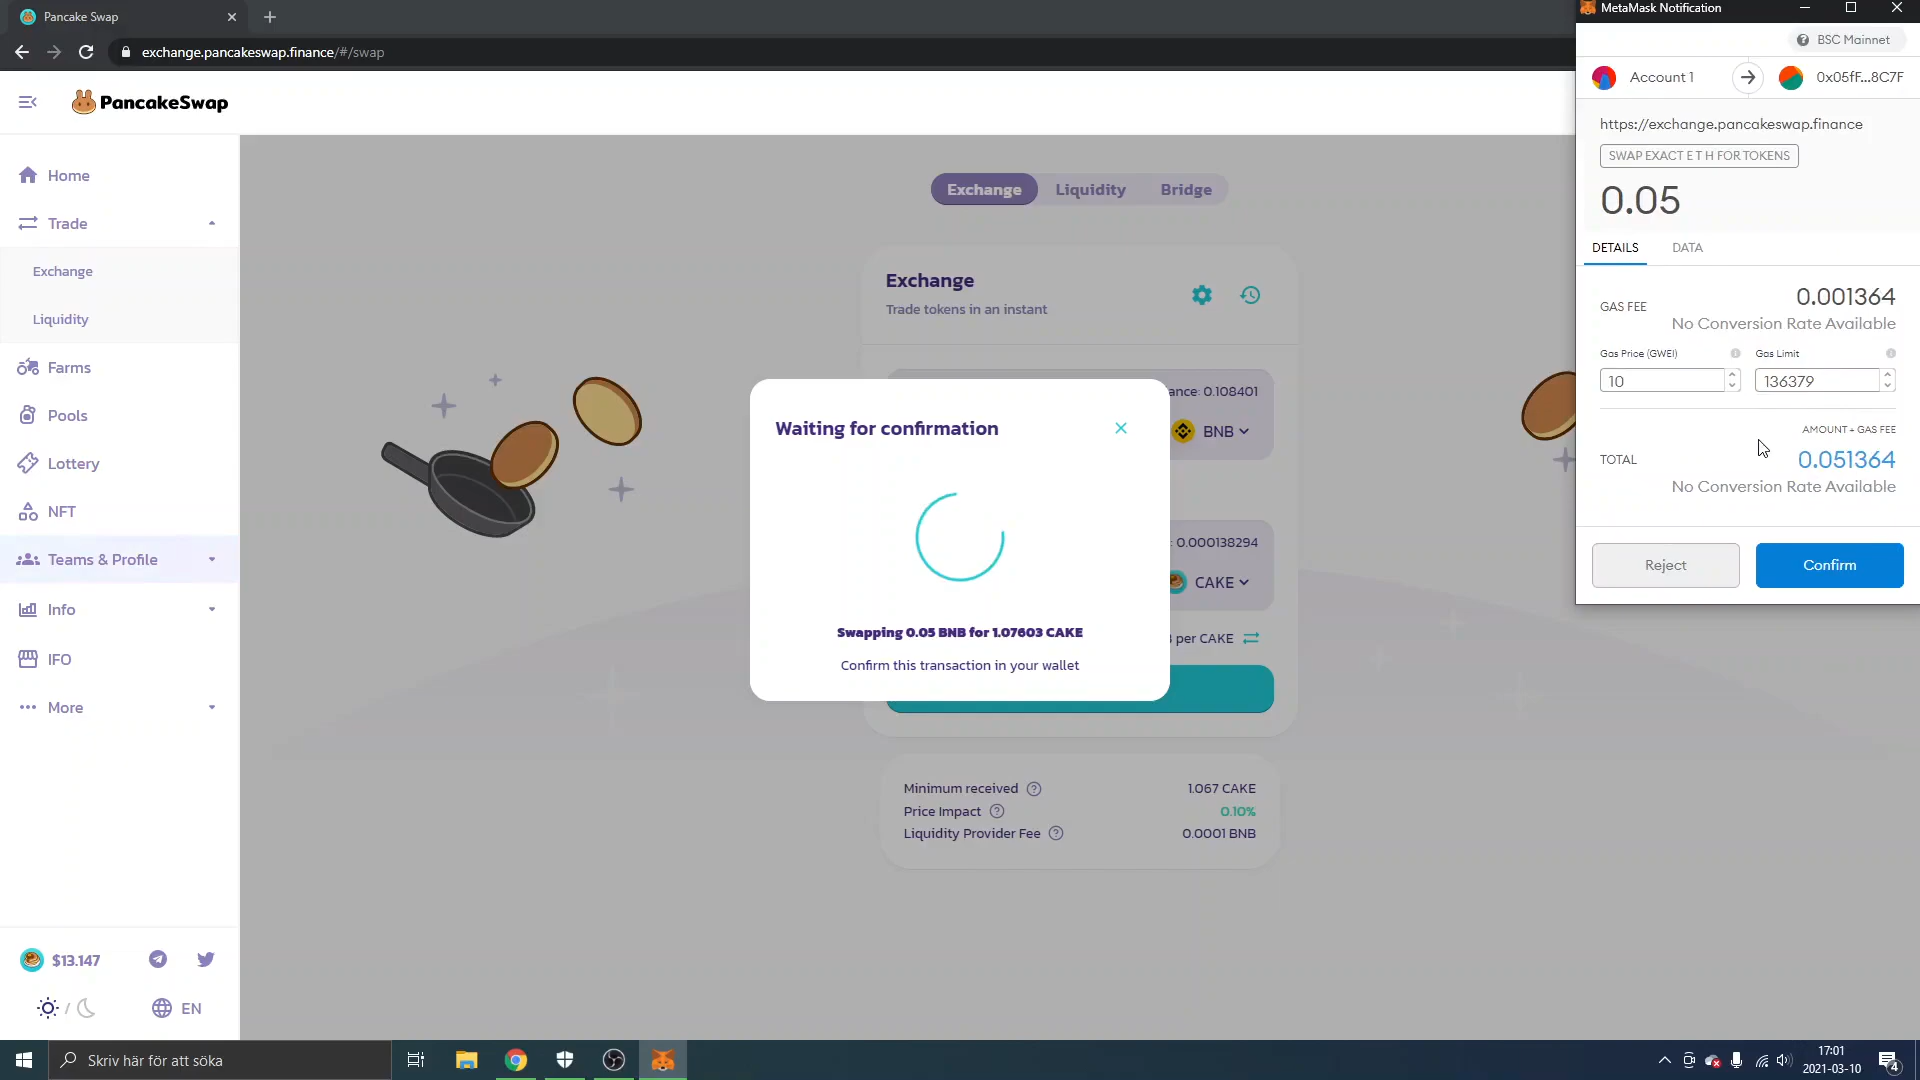 Pancake Swap
exchange.pancakeswap.finance/#/swap
PancakeSwap
Home
Trade
Exchange
Liquidity
Farms
Pools
Lottery
NFT
Teams & Profile
Info
IFO
More
$13.147
/
EN
Exchange Liquidity Bridge
Exchange
Trade tokens in an instant
ance: 0.108401
BNB
: 0.000138294
CAKE
per CAKE
Waiting for confirmation
Swapping 0.05 BNB for 1.07603 CAKE
Confirm this transaction in your wallet
Minimum received ? 1.067 CAKE
Price Impact ? 0.10%
Liquidity Provider Fee ? 0.0001 BNB
MetaMask Notification
? BSC Mainnet
Account 1 0x05fF...8C7F
https://exchange.pancakeswap.finance
SWAP EXACT E T H FOR TOKENS
0.05
DETAILS DATA
GAS FEE 0.001364
No Conversion Rate Available
Gas Price (GWEI) Gas Limit
10 136379
AMOUNT + GAS FEE
TOTAL 0.051364
No Conversion Rate Available
Reject Confirm
Skriv här för att söka
17:01
2021-03-10
4